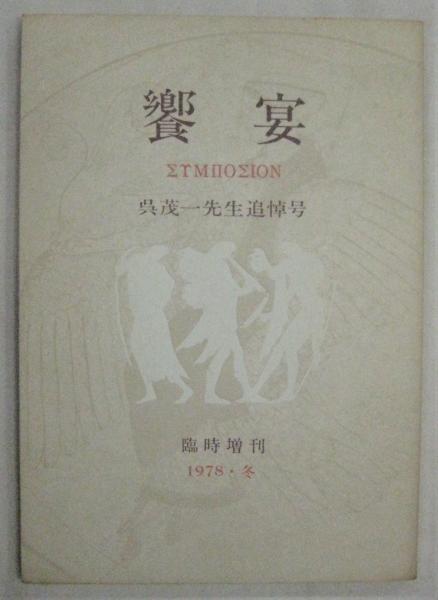 饗宴
ΣΥΜΠΟΣΙΟΝ
呉茂一先生追悼号
臨時増刊
1978・冬